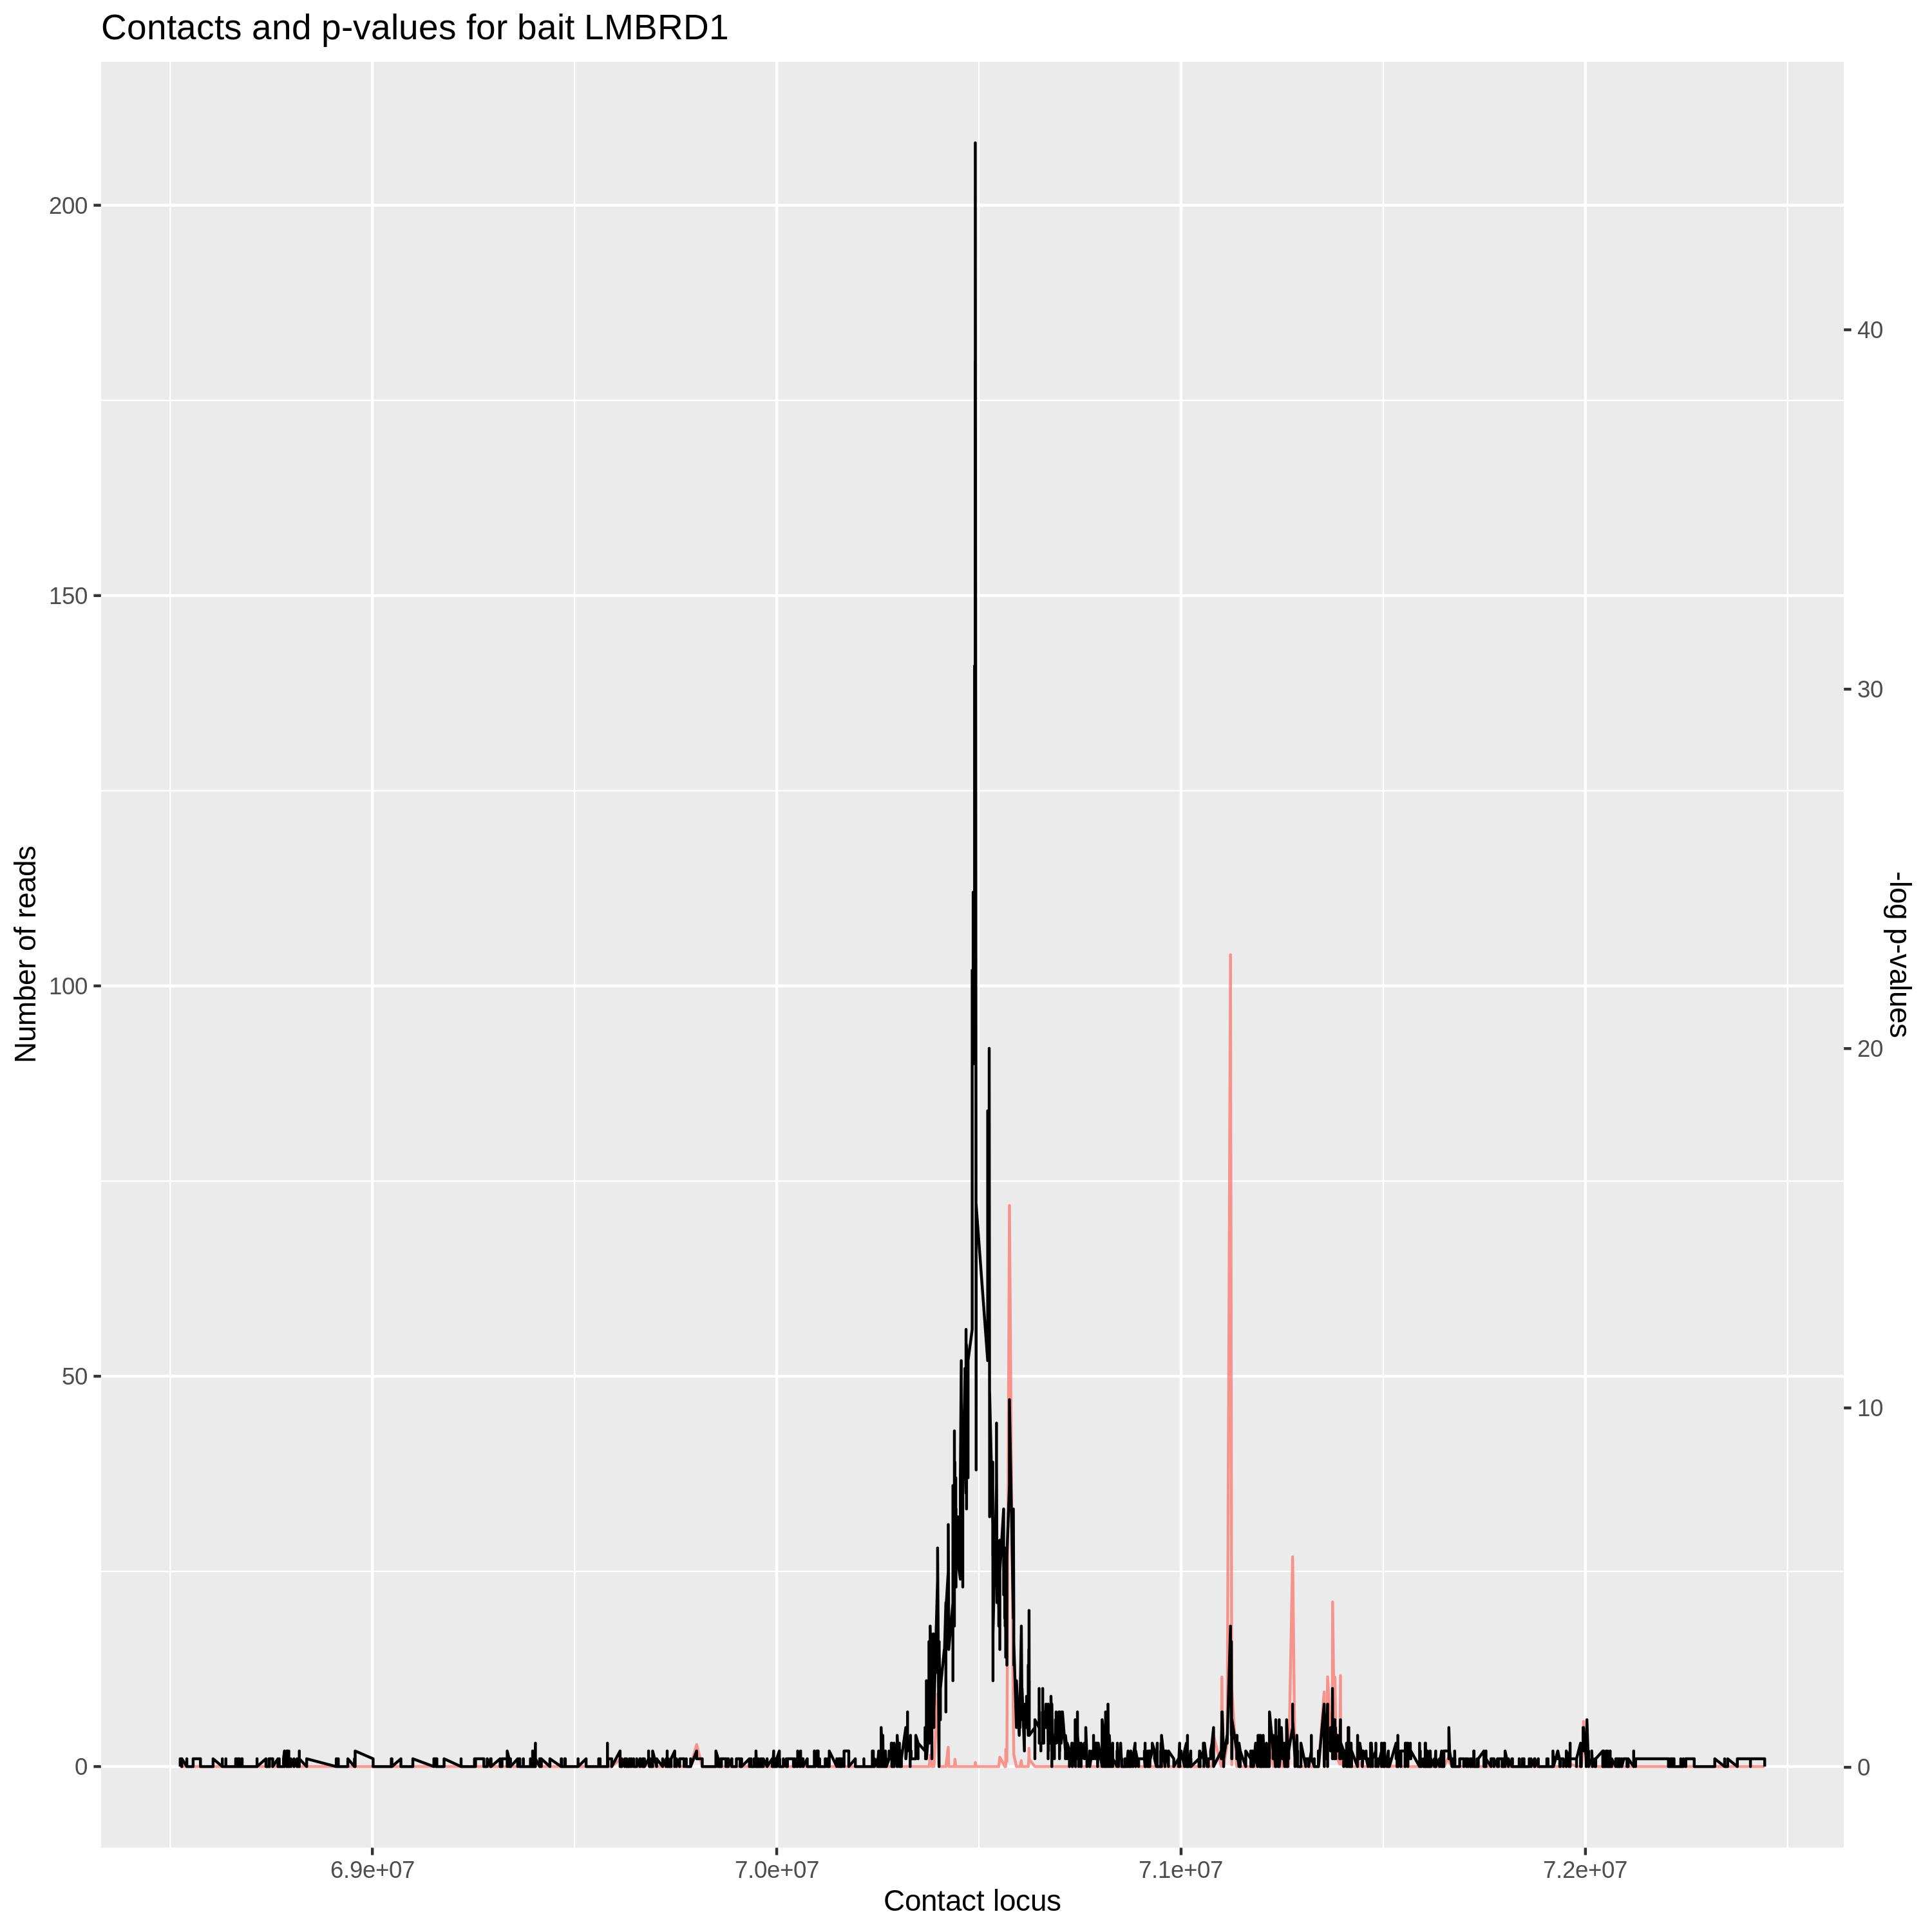 Contacts and p-values for bait LMBRD1
200
150
100
50
0
Number of reads
40
30
20
10
0
-log p-values
6.9e+07
7.0e+07
7.1e+07
7.2e+07
Contact locus